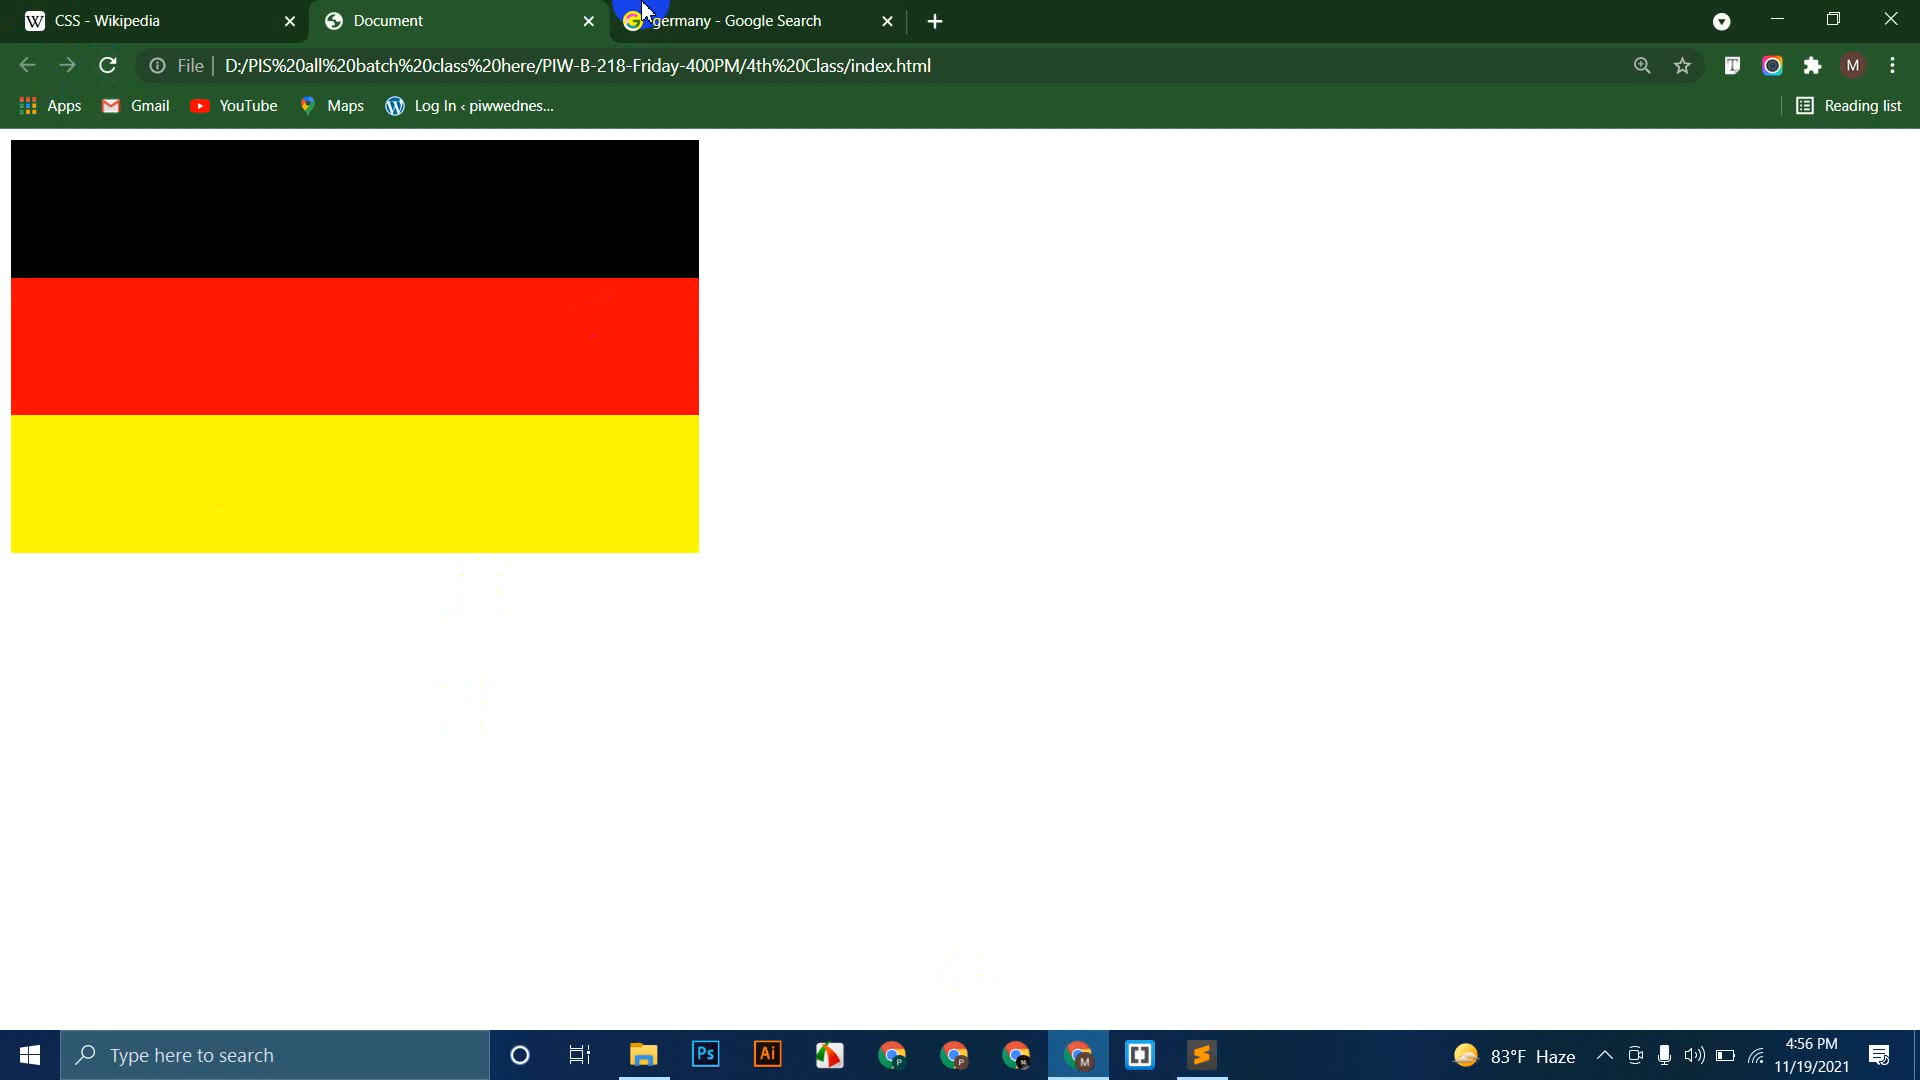 CSS - Wikipedia
Document
germany - Google Search
File
D:/PIS%20all%20batch%20class%20here/PIW-B-218-Friday-400PM/4th%20Class/index.html
M
Apps
Gmail
YouTube
Maps
Log In ‹ piwwednes...
Reading list
Type here to search
Ps
Ai
83°F Haze
4:56 PM
11/19/2021